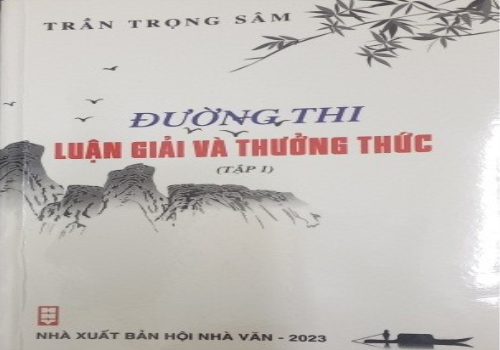 TRẦN TRỌNG SÂM
ĐƯỜNG THI
LUẬN GIẢI VÀ THƯỞNG THỨC
(TẬP I)
NHÀ XUẤT BẢN HỘI NHÀ VĂN - 2023